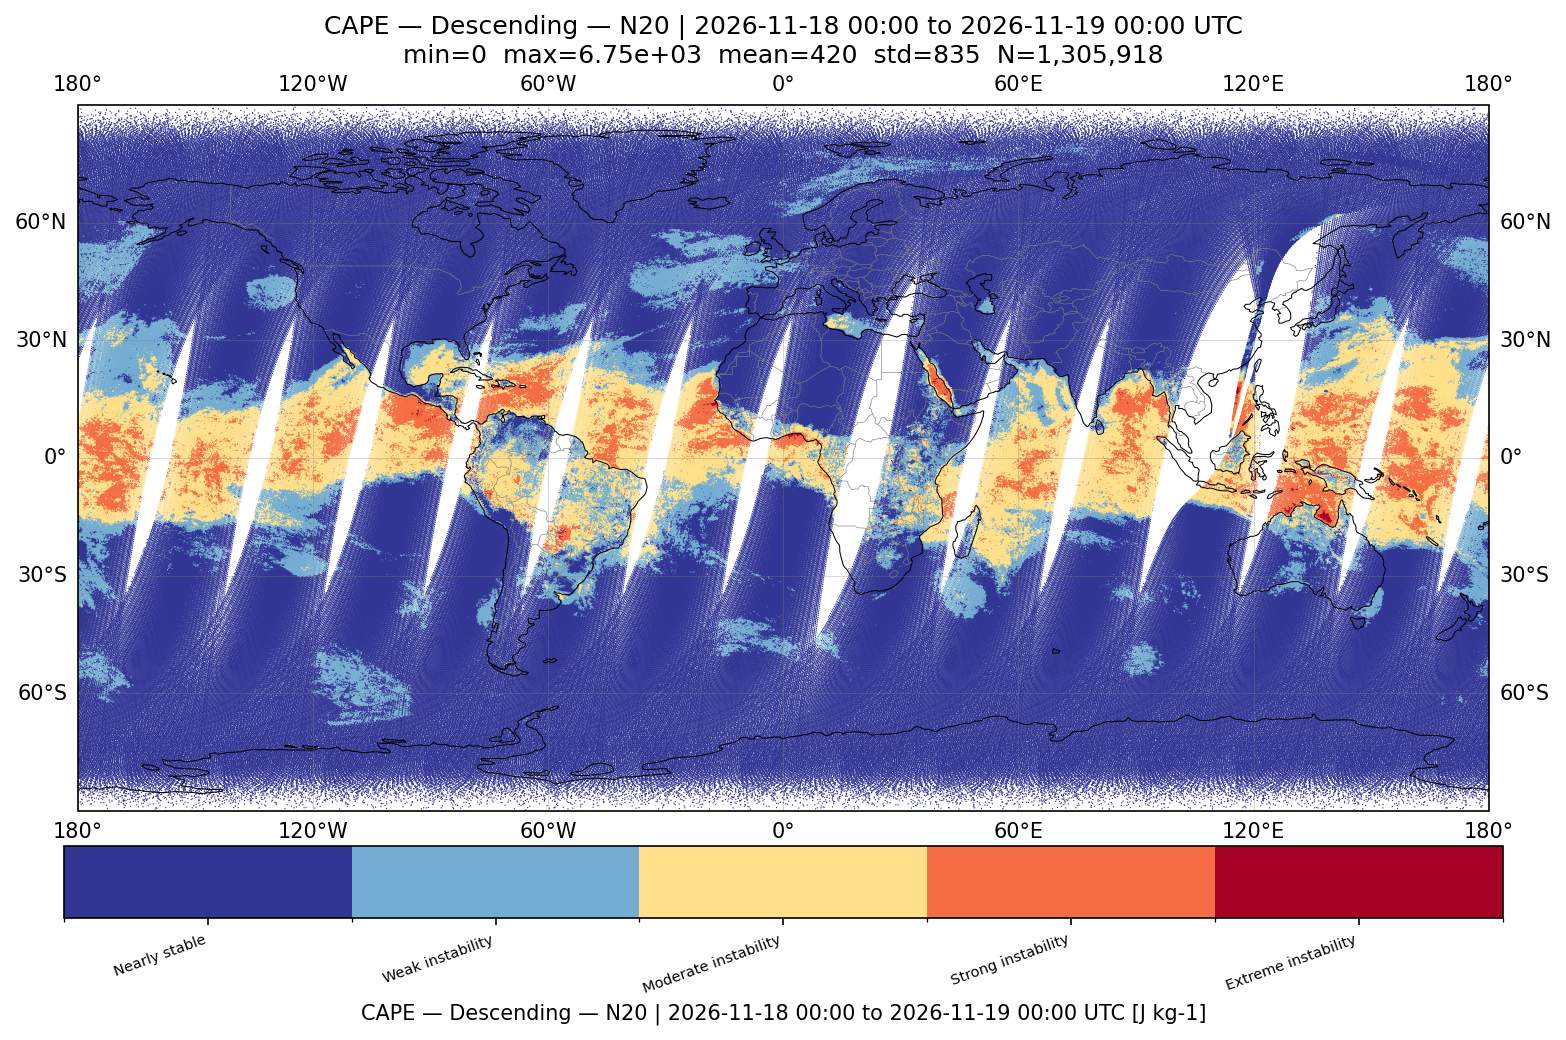 CAPE — Descending — N20 | 2026-11-18 00:00 to 2026-11-19 00:00 UTC
min=0  max=6.75e+03  mean=420  std=835  N=1,305,918
180° 120°W 60°W 0° 60°E 120°E 180°
60°N 60°N
30°N 30°N
0° 0°
30°S 30°S
60°S 60°S
180° 120°W 60°W 0° 60°E 120°E 180°
Nearly stable
Weak instability
Moderate instability
Strong instability
Extreme instability
CAPE — Descending — N20 | 2026-11-18 00:00 to 2026-11-19 00:00 UTC [J kg-1]